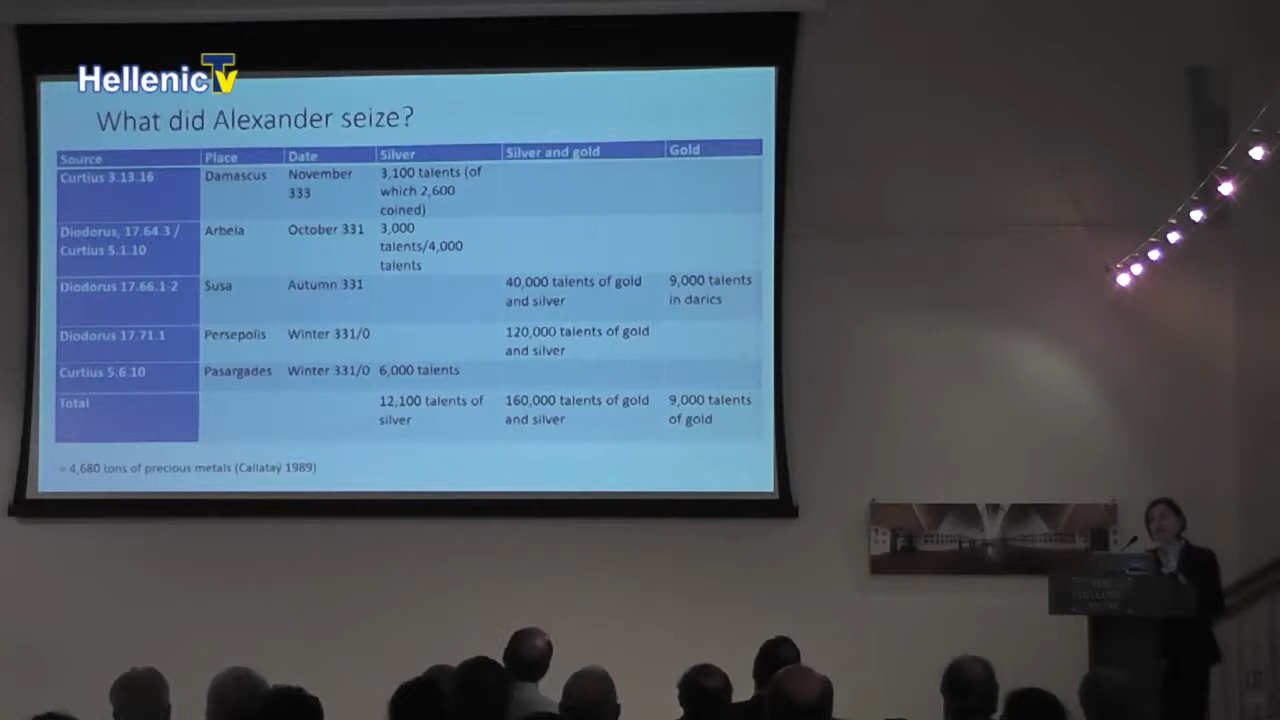 HellenicTv
What did Alexander seize?
Source Place Date Silver Silver and gold Gold
Curtius 3.13.16 Damascus November 333 3,100 talents (of which 2,600 coined)
Diodorus, 17.64.3 / Curtius 5.1.10 Arbela October 331 3,000 talents/4,000 talents
Diodorus 17.66.1-2 Susa Autumn 331 40,000 talents of gold and silver 9,000 talents in darics
Diodorus 17.71.1 Persepolis Winter 331/0 120,000 talents of gold and silver
Curtius 5.6.10 Pasargades Winter 331/0 6,000 talents
Total 12,100 talents of silver 160,000 talents of gold and silver 9,000 talents of gold
= 4,680 tons of precious metals (Callataÿ 1989)
THE
HELLENIC
CENTRE